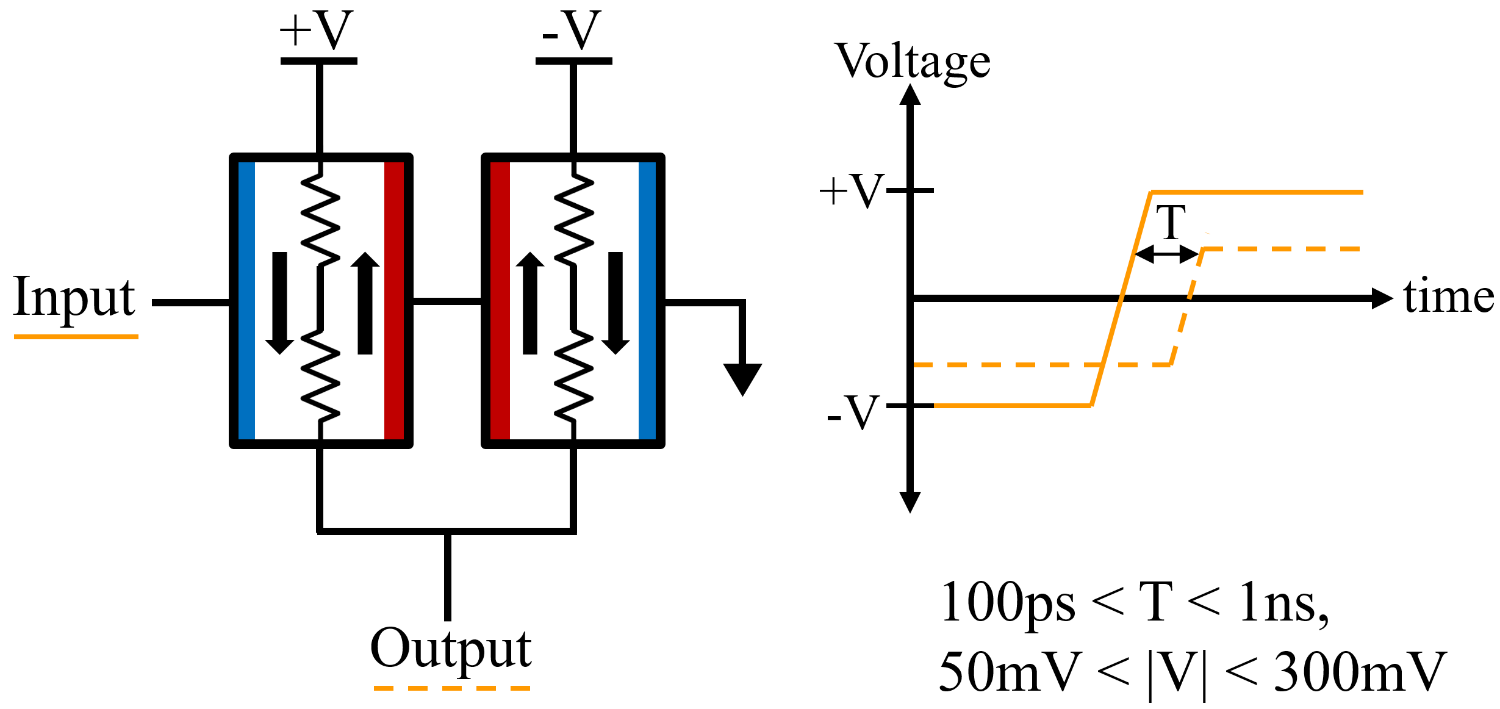 +V
-V
Input
Output
Voltage
+V
T
time
-V
100ps < T < 1ns,
50mV < |V| < 300mV